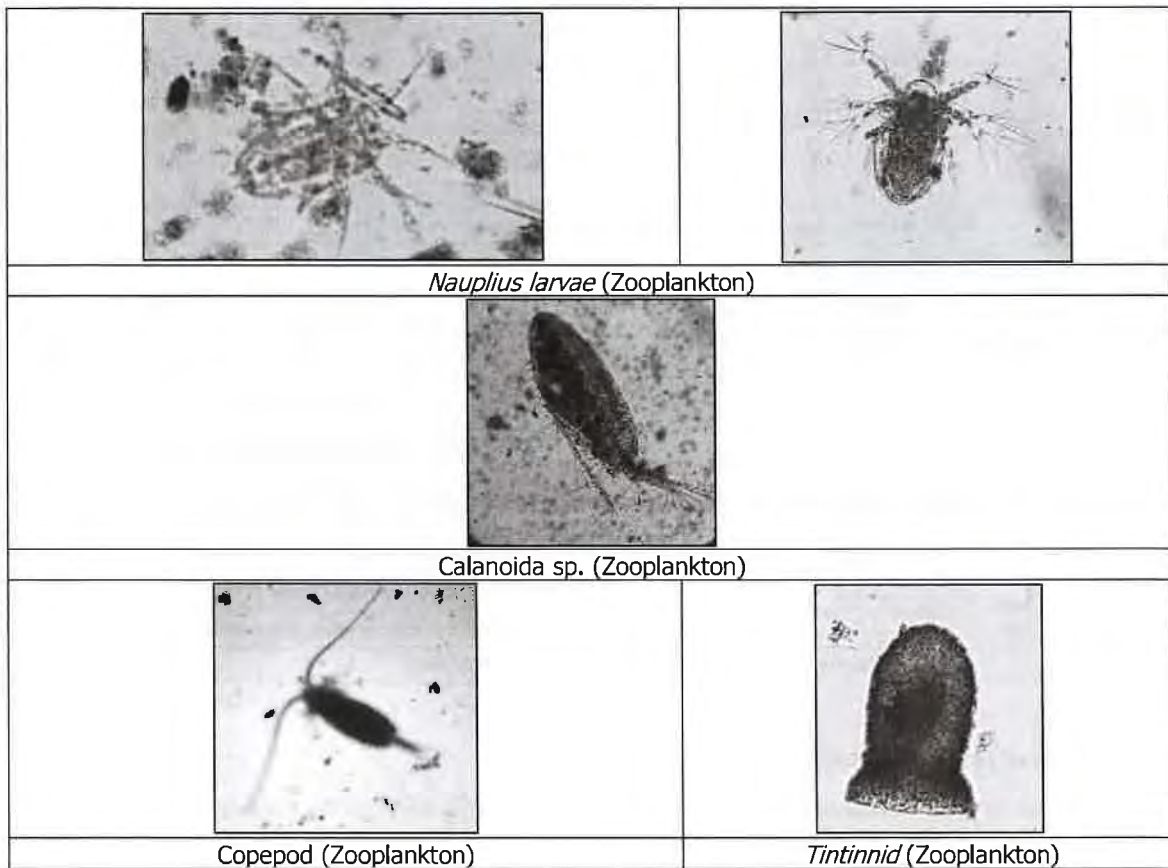 Nauplius larvae (Zooplankton)
Calanoida sp. (Zooplankton)
Copepod (Zooplankton)
Tintinnid (Zooplankton)